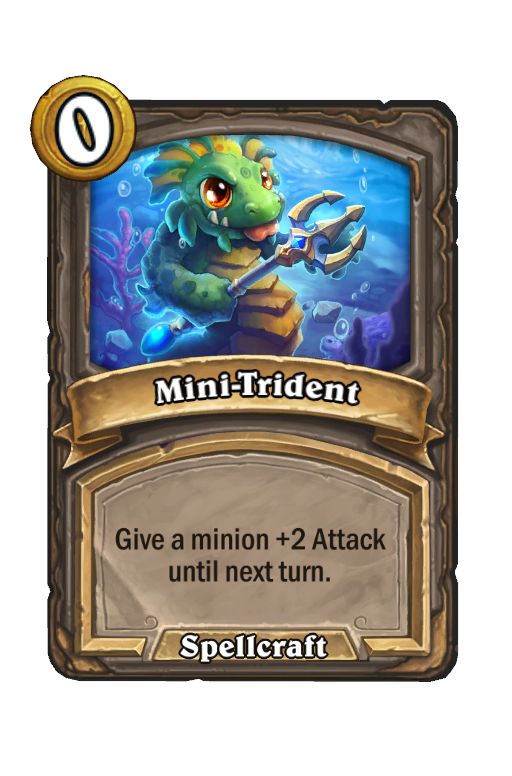 0
Mini-Trident
Give a minion +2 Attack
until next turn.
Spellcraft